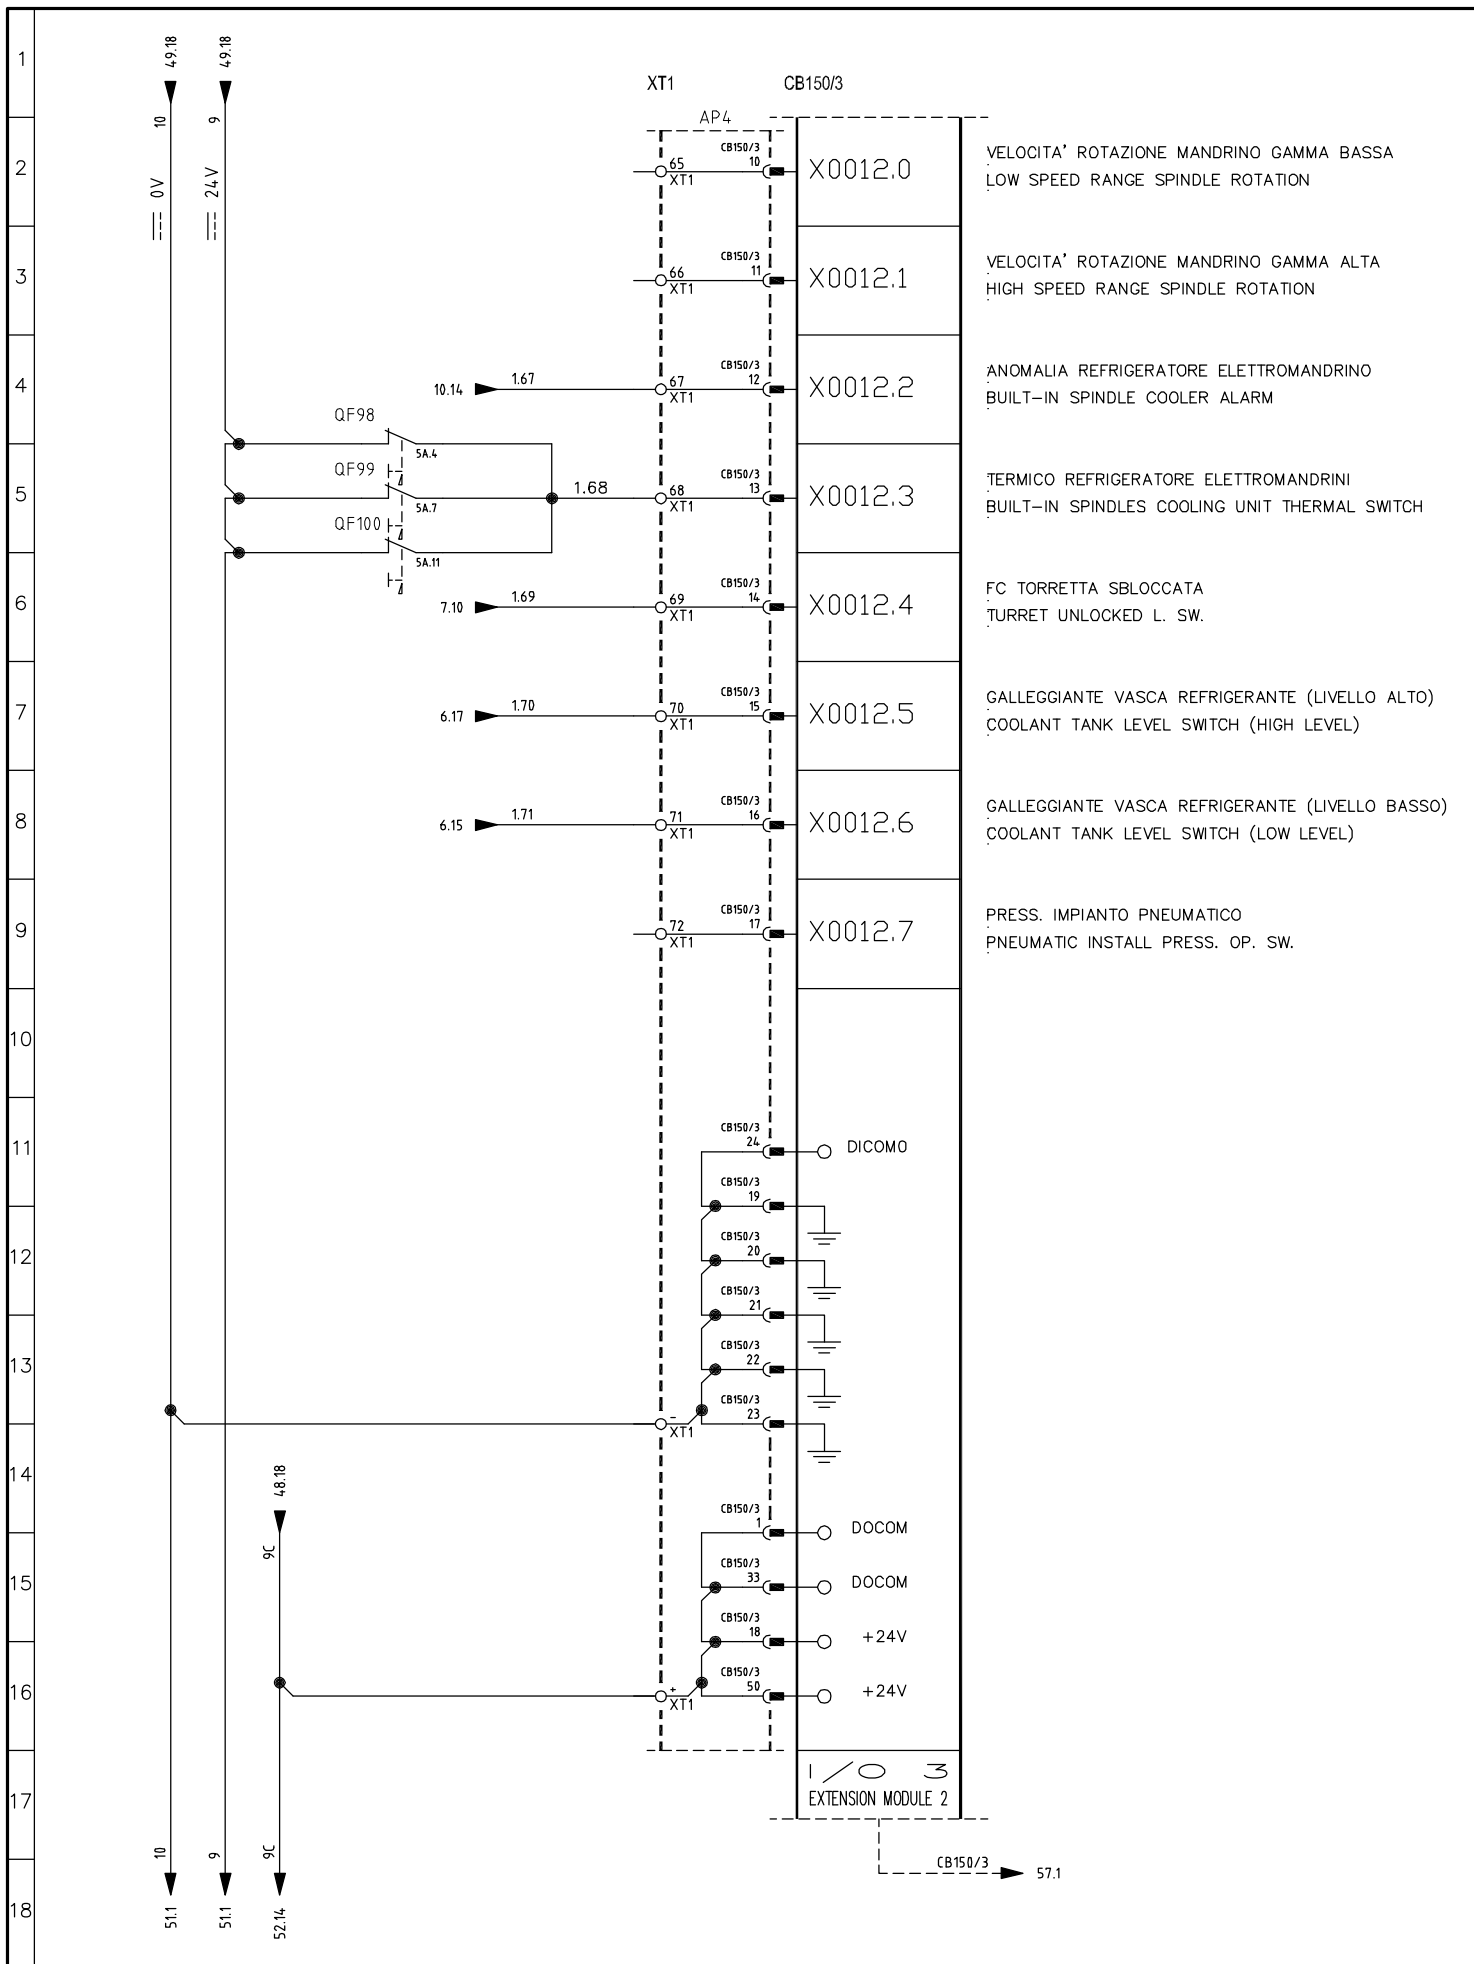 49.18
49.18
1
XT1
CB150/3
10
9
AP4
2
0V
24V
CB150/3
65
10
XT1
X0012.0
VELOCITA' ROTAZIONE MANDRINO GAMMA BASSA
LOW SPEED RANGE SPINDLE ROTATION
3
CB150/3
66
11
XT1
X0012.1
VELOCITA' ROTAZIONE MANDRINO GAMMA ALTA
HIGH SPEED RANGE SPINDLE ROTATION
4
10.14
1.67
CB150/3
67
12
XT1
X0012.2
ANOMALIA REFRIGERATORE ELETTROMANDRINO
BUILT-IN SPINDLE COOLER ALARM
QF98
5A.4
5
QF99
5A.7
1.68
CB150/3
68
13
XT1
X0012.3
TERMICO REFRIGERATORE ELETTROMANDRINI
BUILT-IN SPINDLES COOLING UNIT THERMAL SWITCH
QF100
5A.11
6
7.10
1.69
CB150/3
69
14
XT1
X0012.4
FC TORRETTA SBLOCCATA
TURRET UNLOCKED L. SW.
7
6.17
1.70
CB150/3
70
15
XT1
X0012.5
GALLEGGIANTE VASCA REFRIGERANTE (LIVELLO ALTO)
COOLANT TANK LEVEL SWITCH (HIGH LEVEL)
8
6.15
1.71
CB150/3
71
16
XT1
X0012.6
GALLEGGIANTE VASCA REFRIGERANTE (LIVELLO BASSO)
COOLANT TANK LEVEL SWITCH (LOW LEVEL)
9
CB150/3
72
17
XT1
X0012.7
PRESS. IMPIANTO PNEUMATICO
PNEUMATIC INSTALL PRESS. OP. SW.
10
11
CB150/3
24
DICOM0
CB150/3
19
12
CB150/3
20
CB150/3
21
13
CB150/3
22
CB150/3
23
-
XT1
14
48.18
9C
CB150/3
1
DOCOM
15
CB150/3
33
DOCOM
CB150/3
18
+24V
16
CB150/3
50
+24V
+
XT1
17
I/O 3
EXTENSION MODULE 2
10
9
9C
CB150/3
57.1
18
51.1
51.1
52.14